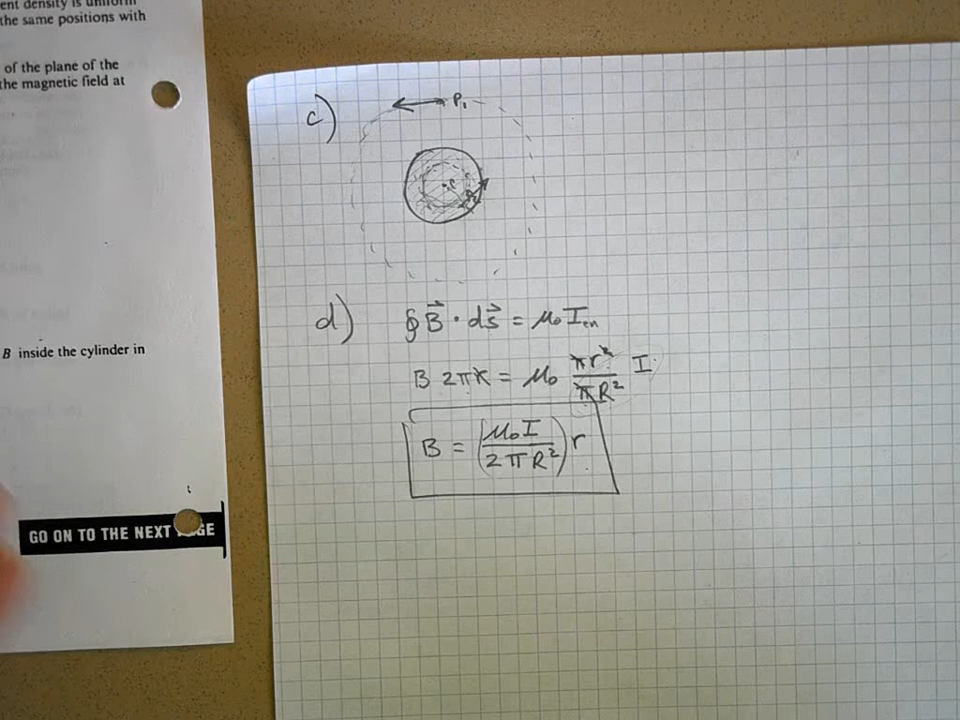 ent density is uniform
the same positions with
of the plane of the
the magnetic field at
c)
P₁
d) ∮B⃗ · ds⃗ = μ₀ I_en
B 2πr = μ₀ πr²/πR² I
B = (μ₀I/2πR²) r
B inside the cylinder in
GO ON TO THE NEXT